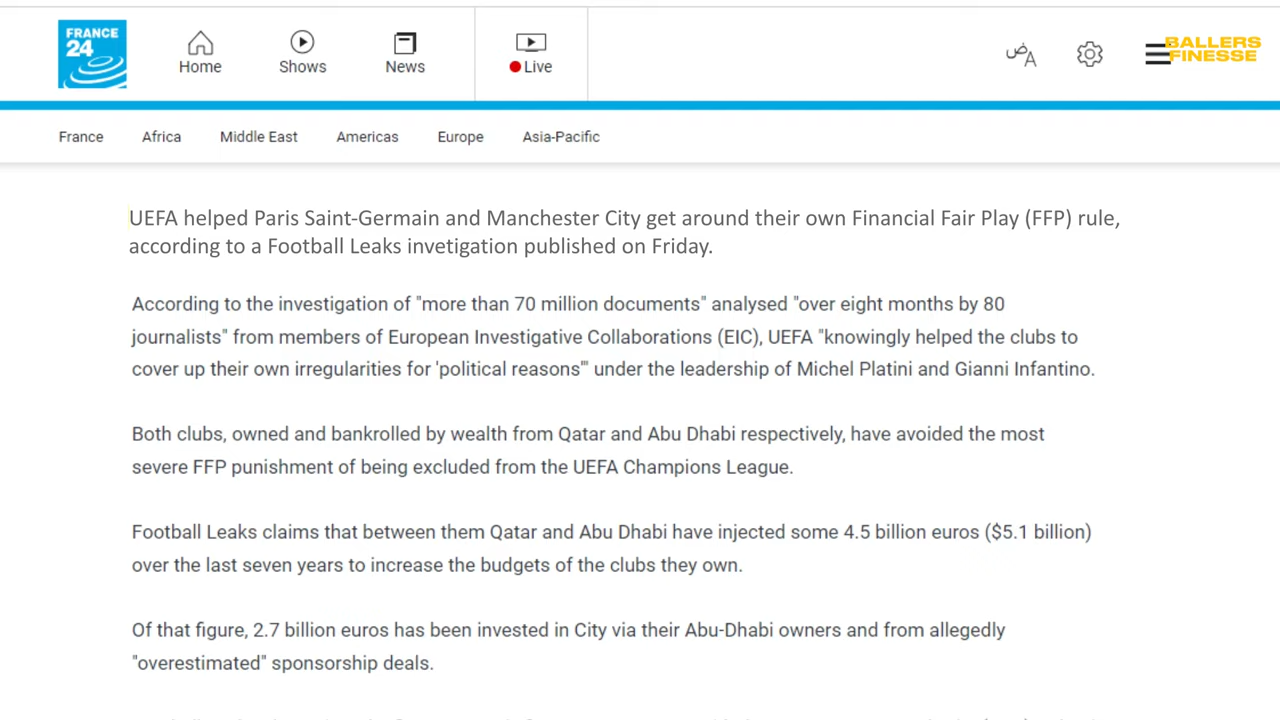 FRANCE
24
Home
Shows
News
Live
ض
A
BALLERS
FINESSE
France
Africa
Middle East
Americas
Europe
Asia-Pacific
UEFA helped Paris Saint-Germain and Manchester City get around their own Financial Fair Play (FFP) rule,
according to a Football Leaks invetigation published on Friday.
According to the investigation of "more than 70 million documents" analysed "over eight months by 80
journalists" from members of European Investigative Collaborations (EIC), UEFA "knowingly helped the clubs to
cover up their own irregularities for 'political reasons'" under the leadership of Michel Platini and Gianni Infantino.
Both clubs, owned and bankrolled by wealth from Qatar and Abu Dhabi respectively, have avoided the most
severe FFP punishment of being excluded from the UEFA Champions League.
Football Leaks claims that between them Qatar and Abu Dhabi have injected some 4.5 billion euros ($5.1 billion)
over the last seven years to increase the budgets of the clubs they own.
Of that figure, 2.7 billion euros has been invested in City via their Abu-Dhabi owners and from allegedly
"overestimated" sponsorship deals.